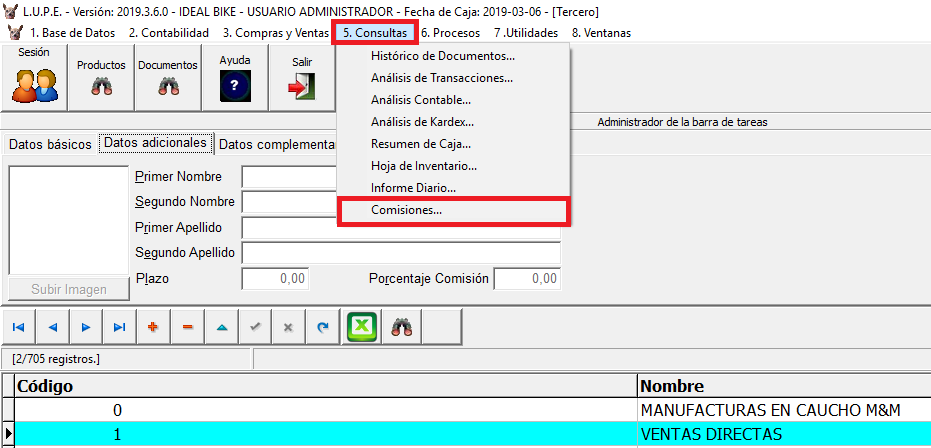 L.U.P.E. - Versión: 2019.3.6.0 - IDEAL BIKE - USUARIO ADMINISTRADOR - Fecha de Caja: 2019-03-06 - [Tercero]
1. Base de Datos 2. Contabilidad 3. Compras y Ventas 5. Consultas 6. Procesos 7 .Utilidades 8. Ventanas
Sesión Productos Documentos Ayuda Salir
?
Histórico de Documentos...
Análisis de Transacciones...
Análisis Contable...
Análisis de Kardex...
Resumen de Caja...
Hoja de Inventario...
Informe Diario...
Comisiones...
Administrador de la barra de tareas
Datos básicos Datos adicionales Datos complementa
Primer Nombre
Segundo Nombre
Primer Apellido
Segundo Apellido
Plazo 0,00 Porcentaje Comisión 0,00
Subir Imagen
[2/705 registros.]
Código Nombre
0 MANUFACTURAS EN CAUCHO M&M
1 VENTAS DIRECTAS